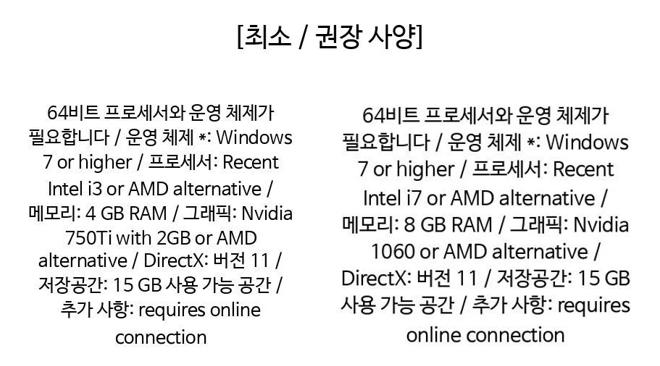 [최소 / 권장 사양]
64비트 프로세서와 운영 체제가
필요합니다 / 운영 체제 *: Windows
7 or higher / 프로세서: Recent
Intel i3 or AMD alternative /
메모리: 4 GB RAM / 그래픽: Nvidia
750Ti with 2GB or AMD
alternative / DirectX: 버전 11 /
저장공간: 15 GB 사용 가능 공간 /
추가 사항: requires online
connection
64비트 프로세서와 운영 체제가
필요합니다 / 운영 체제 *: Windows
7 or higher / 프로세서: Recent
Intel i7 or AMD alternative /
메모리: 8 GB RAM / 그래픽: Nvidia
1060 or AMD alternative /
DirectX: 버전 11 / 저장공간: 15 GB
사용 가능 공간 / 추가 사항: requires
online connection